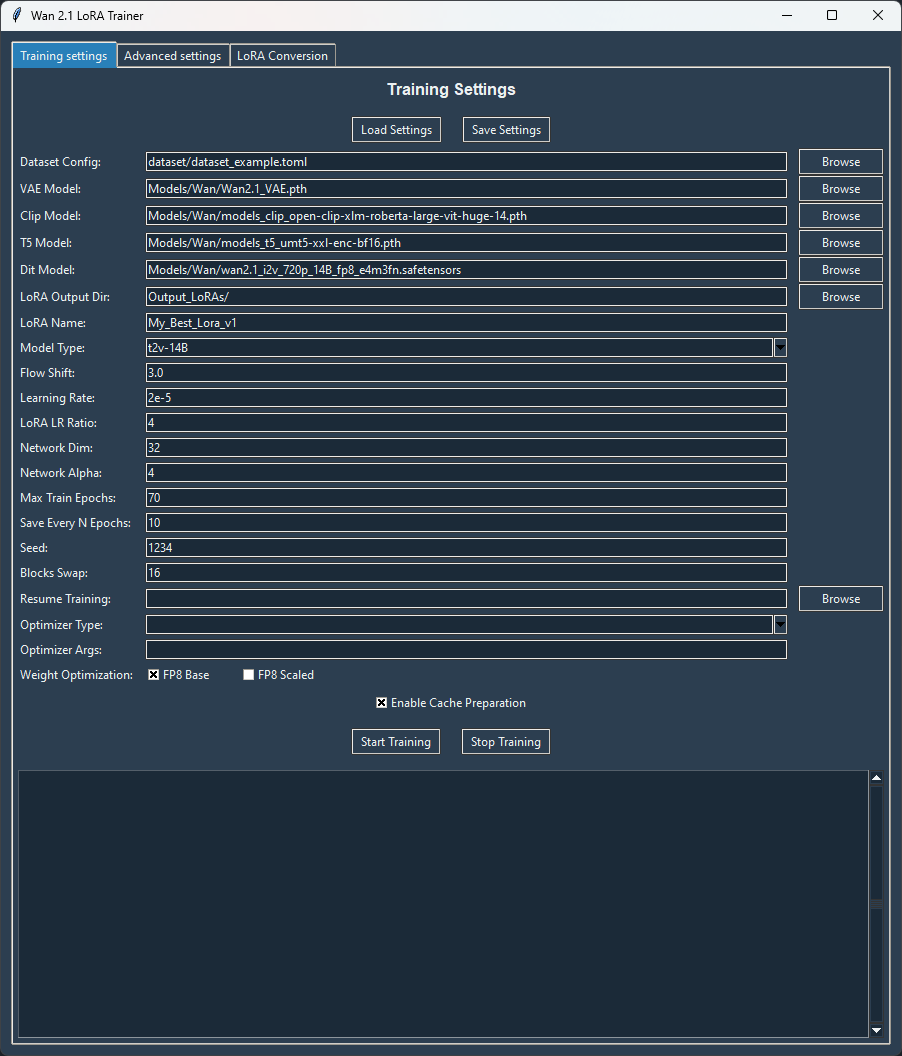 Wan 2.1 LoRA Trainer
Training settings Advanced settings LoRA Conversion
Training Settings
Load Settings Save Settings
Dataset Config: dataset/dataset_example.toml Browse
VAE Model: Models/Wan/Wan2.1_VAE.pth Browse
Clip Model: Models/Wan/models_clip_open-clip-xlm-roberta-large-vit-huge-14.pth Browse
T5 Model: Models/Wan/models_t5_umt5-xxl-enc-bf16.pth Browse
Dit Model: Models/Wan/wan2.1_i2v_720p_14B_fp8_e4m3fn.safetensors Browse
LoRA Output Dir: Output_LoRAs/ Browse
LoRA Name: My_Best_Lora_v1
Model Type: t2v-14B
Flow Shift: 3.0
Learning Rate: 2e-5
LoRA LR Ratio: 4
Network Dim: 32
Network Alpha: 4
Max Train Epochs: 70
Save Every N Epochs: 10
Seed: 1234
Blocks Swap: 16
Resume Training: Browse
Optimizer Type:
Optimizer Args:
Weight Optimization: FP8 Base FP8 Scaled
Enable Cache Preparation
Start Training Stop Training